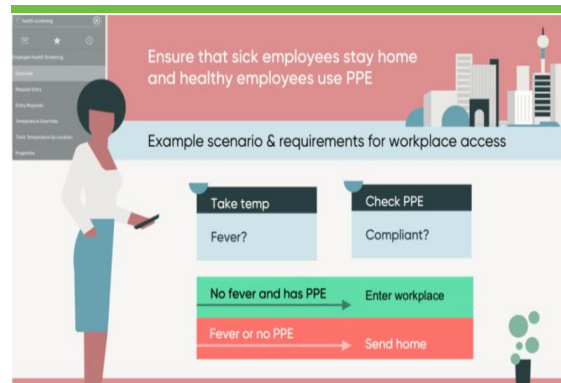 health screening
Employee Health Screening
Overview
Request Entry
Entry Requests
Temperature Overrides
Track Temperature by Location
Properties
Ensure that sick employees stay home
and healthy employees use PPE
Example scenario & requirements for workplace access
Take temp
Fever?
Check PPE
Compliant?
No fever and has PPE
Enter workplace
Fever or no PPE
Send home